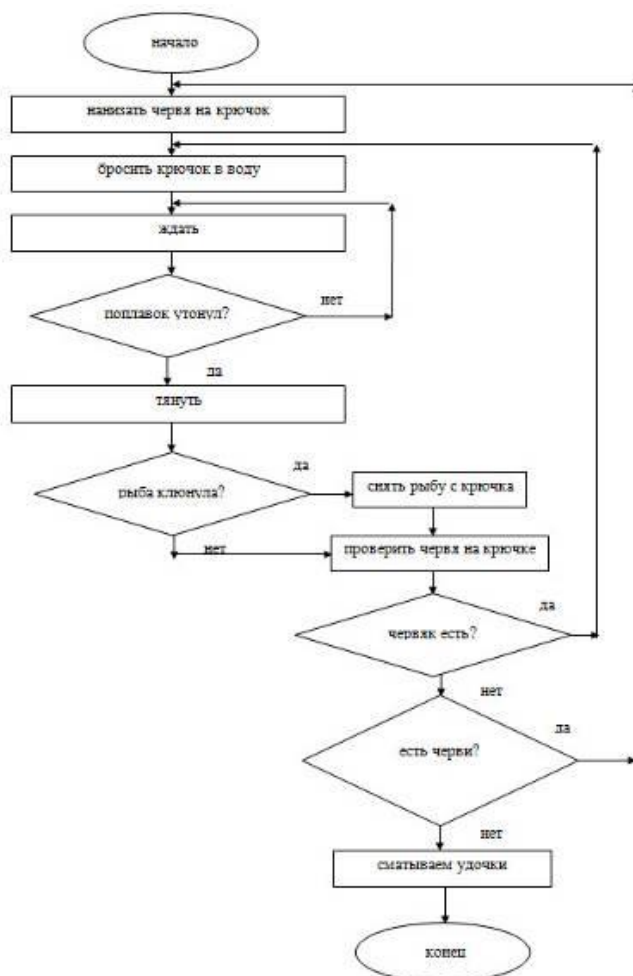 начало
нанизать червя на крючок
бросить крючок в воду
ждать
поплавок утонул?
нет
да
тянуть
рыба клюнула?
да
снять рыбу с крючка
нет
проверить червя на крючке
червяк есть?
да
нет
есть черви?
да
нет
сматываем удочки
конец